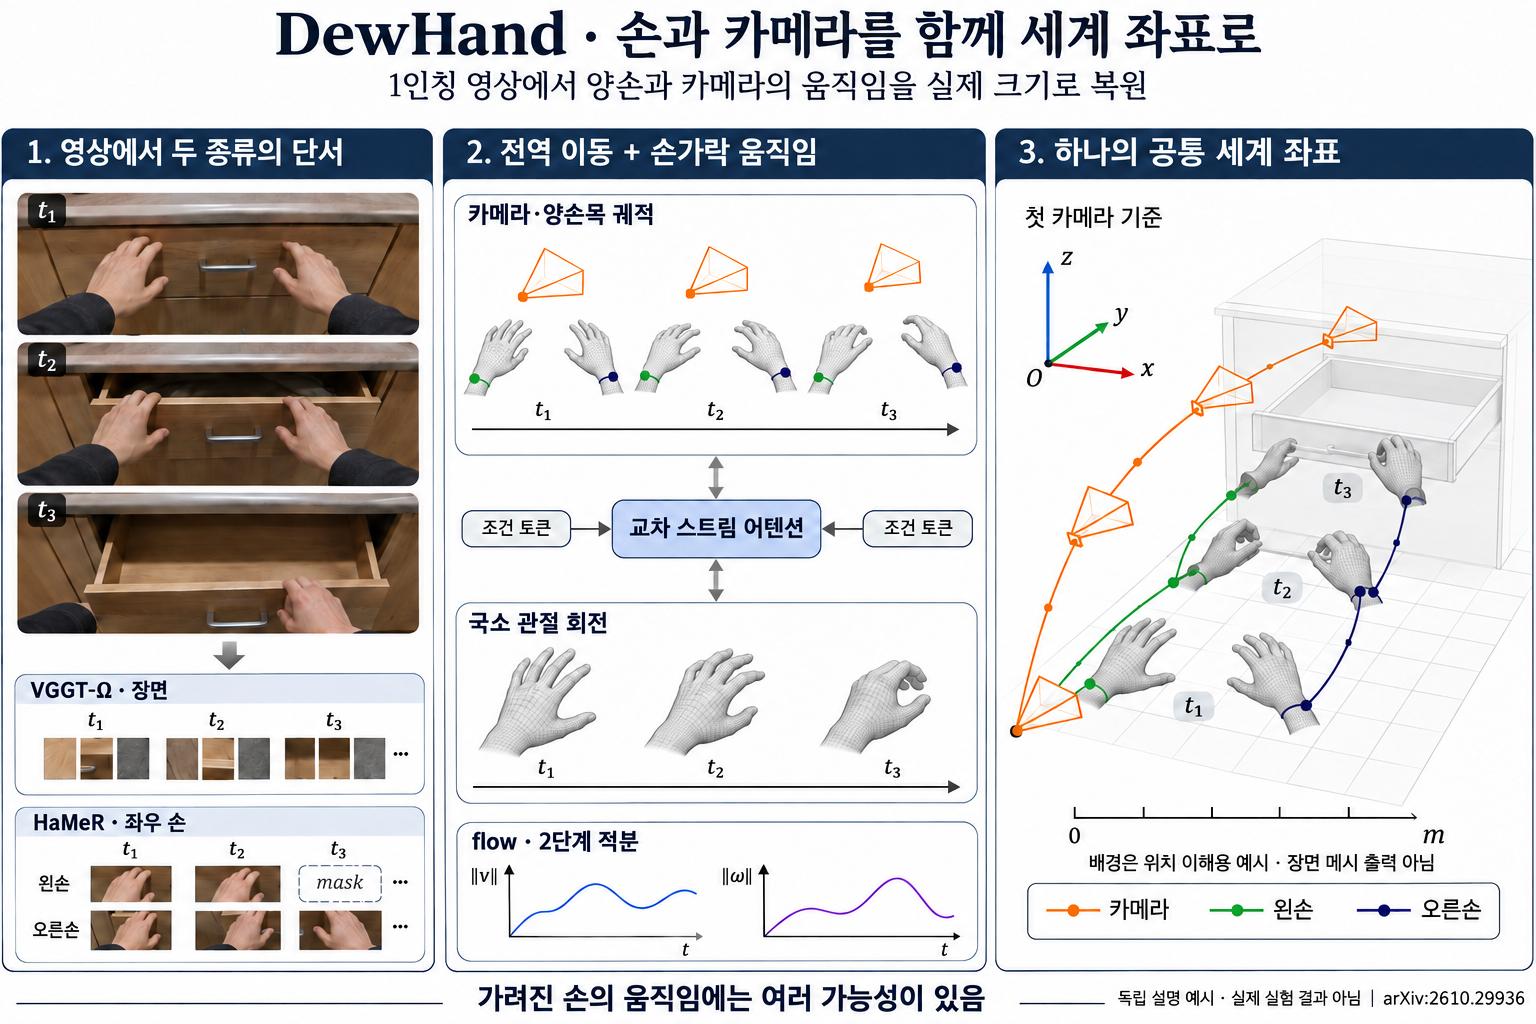 DewHand · 손과 카메라를 함께 세계 좌표로
1인칭 영상에서 양손과 카메라의 움직임을 실제 크기로 복원
1. 영상에서 두 종류의 단서
t1
t2
t3
VGGT-Ω · 장면
t1 t2 t3
...
HaMeR · 좌우 손
t1 t2 t3
왼손 mask ...
오른손 ...
2. 전역 이동 + 손가락 움직임
카메라·양손목 궤적
t1 t2 t3
조건 토큰 교차 스트림 어텐션 조건 토큰
국소 관절 회전
t1 t2 t3
flow · 2단계 적분
||v|| t
||ω|| t
3. 하나의 공통 세계 좌표
첫 카메라 기준
z
y
x
O
t3
t2
t1
0 m
배경은 위치 이해용 예시 · 장면 메시 출력 아님
카메라 왼손 오른손
가려진 손의 움직임에는 여러 가능성이 있음
독립 설명 예시 · 실제 실험 결과 아님 | arXiv:2610.29936